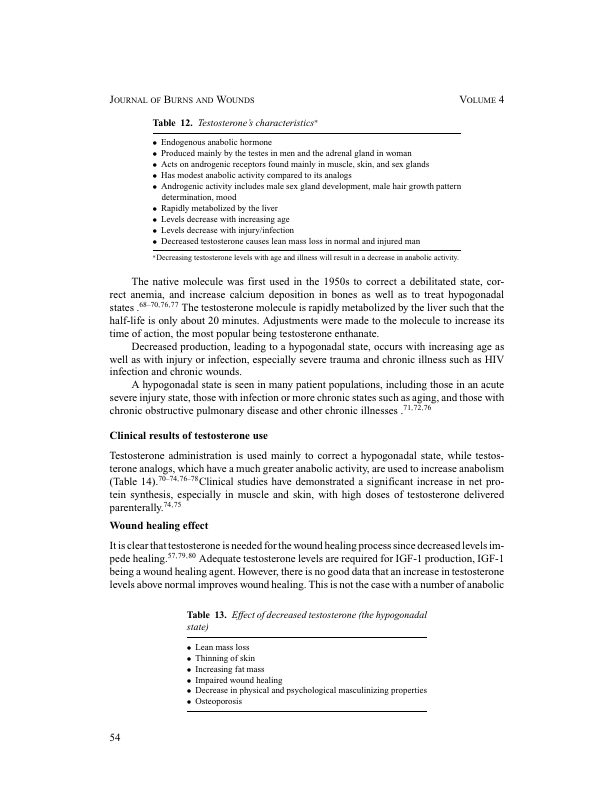 JOURNAL OF BURNS AND WOUNDS VOLUME 4
Table 12. Testosterone's characteristics*
• Endogenous anabolic hormone
• Produced mainly by the testes in men and the adrenal gland in woman
• Acts on androgenic receptors found mainly in muscle, skin, and sex glands
• Has modest anabolic activity compared to its analogs
• Androgenic activity includes male sex gland development, male hair growth pattern
determination, mood
• Rapidly metabolized by the liver
• Levels decrease with increasing age
• Levels decrease with injury/infection
• Decreased testosterone causes lean mass loss in normal and injured man
*Decreasing testosterone levels with age and illness will result in a decrease in anabolic activity.
The native molecule was first used in the 1950s to correct a debilitated state, cor-
rect anemia, and increase calcium deposition in bones as well as to treat hypogonadal
states .68–70,76,77 The testosterone molecule is rapidly metabolized by the liver such that the
half-life is only about 20 minutes. Adjustments were made to the molecule to increase its
time of action, the most popular being testosterone enthanate.
Decreased production, leading to a hypogonadal state, occurs with increasing age as
well as with injury or infection, especially severe trauma and chronic illness such as HIV
infection and chronic wounds.
A hypogonadal state is seen in many patient populations, including those in an acute
severe injury state, those with infection or more chronic states such as aging, and those with
chronic obstructive pulmonary disease and other chronic illnesses .71,72,76
Clinical results of testosterone use
Testosterone administration is used mainly to correct a hypogonadal state, while testos-
terone analogs, which have a much greater anabolic activity, are used to increase anabolism
(Table 14).70–74,76–78Clinical studies have demonstrated a significant increase in net pro-
tein synthesis, especially in muscle and skin, with high doses of testosterone delivered
parenterally.74,75
Wound healing effect
It is clear that testosterone is needed for the wound healing process since decreased levels im-
pede healing.57,79,80 Adequate testosterone levels are required for IGF-1 production, IGF-1
being a wound healing agent. However, there is no good data that an increase in testosterone
levels above normal improves wound healing. This is not the case with a number of anabolic
Table 13. Effect of decreased testosterone (the hypogonadal
state)
• Lean mass loss
• Thinning of skin
• Increasing fat mass
• Impaired wound healing
• Decrease in physical and psychological masculinizing properties
• Osteoporosis
54